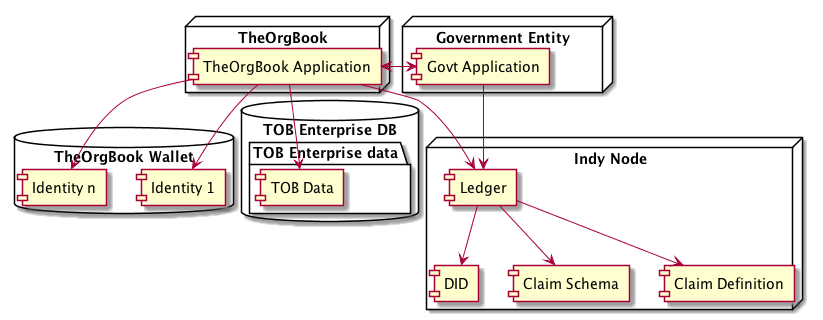 TheOrgBook
TheOrgBook Application
Government Entity
Govt Application
TheOrgBook Wallet
Identity n
Identity 1
TOB Enterprise DB
TOB Enterprise data
TOB Data
Indy Node
Ledger
DID
Claim Schema
Claim Definition